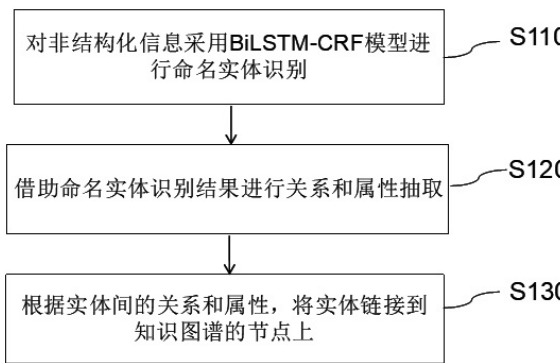 对非结构化信息采用BiLSTM-CRF模型进
行命名实体识别
S110
借助命名实体识别结果进行关系和属性抽取
S120
根据实体间的关系和属性，将实体链接到
知识图谱的节点上
S130